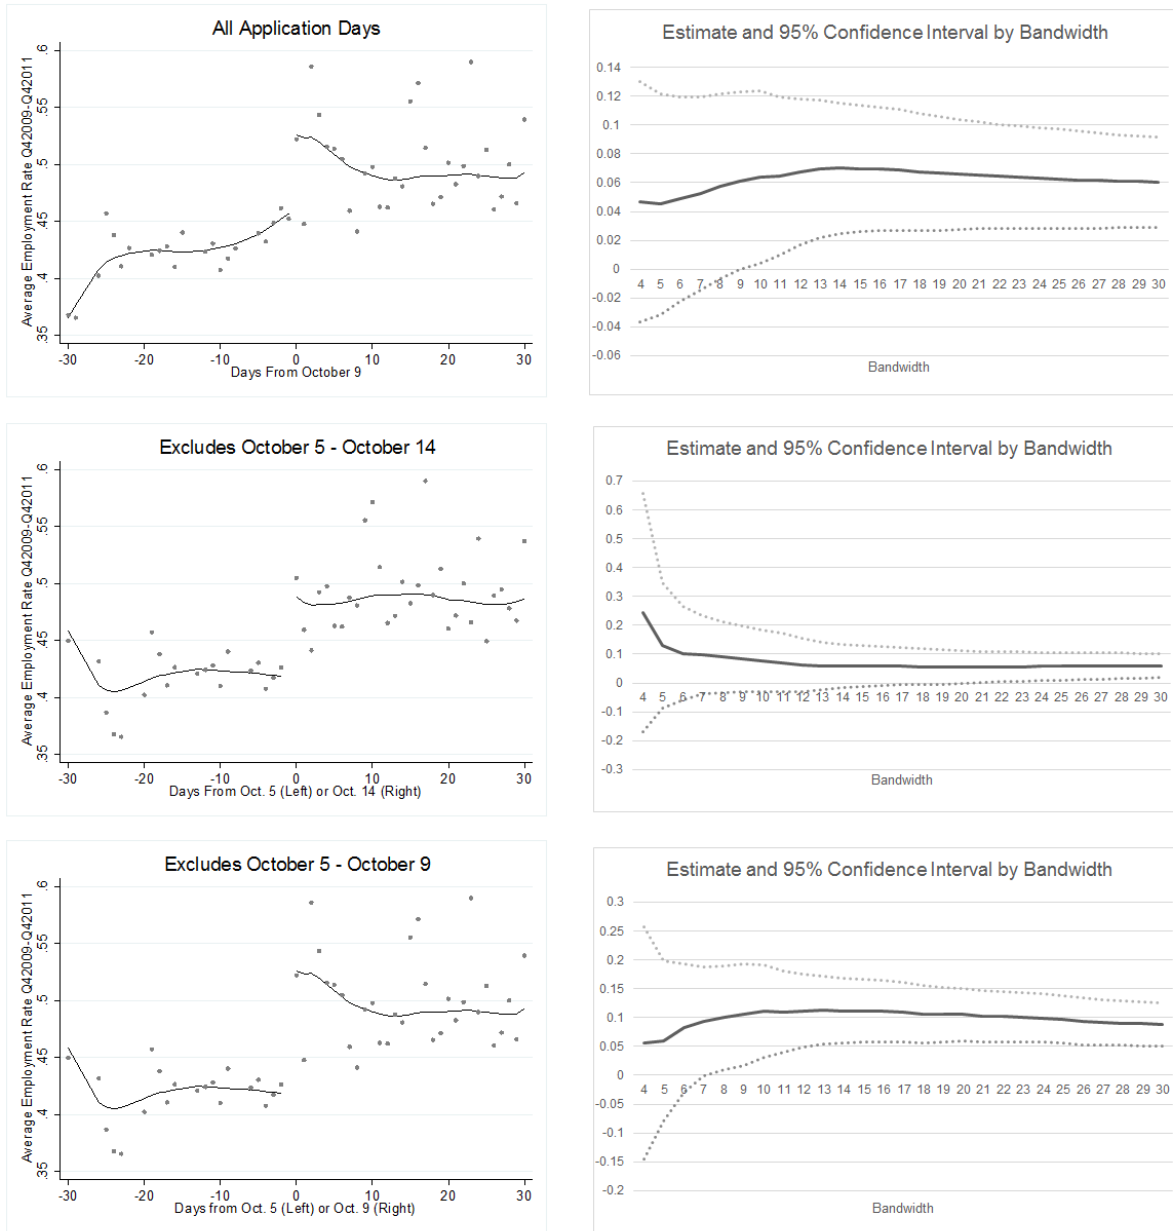 All Application Days
Average Employment Rate Q42009-Q42011
.6
.55
.5
.45
.4
.35
-30 -20 -10 0 10 20 30
Days From October 9
Estimate and 95% Confidence Interval by Bandwidth
0.14
0.12
0.1
0.08
0.06
0.04
0.02
0
4 5 6 7 8 9 10 11 12 13 14 15 16 17 18 19 20 21 22 23 24 25 26 27 28 29 30
-0.02
-0.04
-0.06
Bandwidth
Excludes October 5 - October 14
Average Employment Rate Q42009-Q42011
.6
.55
.5
.45
.4
.35
-30 -20 -10 0 10 20 30
Days From Oct. 5 (Left) or Oct. 14 (Right)
Estimate and 95% Confidence Interval by Bandwidth
0.7
0.6
0.5
0.4
0.3
0.2
0.1
0
4 5 6 7 8 9 10 11 12 13 14 15 16 17 18 19 20 21 22 23 24 25 26 27 28 29 30
-0.1
-0.2
-0.3
Bandwidth
Excludes October 5 - October 9
Average Employment Rate Q42009-Q42011
.6
.55
.5
.45
.4
.35
-30 -20 -10 0 10 20 30
Days from Oct. 5 (Left) or Oct. 9 (Right)
Estimate and 95% Confidence Interval by Bandwidth
0.3
0.25
0.2
0.15
0.1
0.05
0
4 5 6 7 8 9 10 11 12 13 14 15 16 17 18 19 20 21 22 23 24 25 26 27 28 29 30
-0.05
-0.1
-0.15
-0.2
Bandwidth